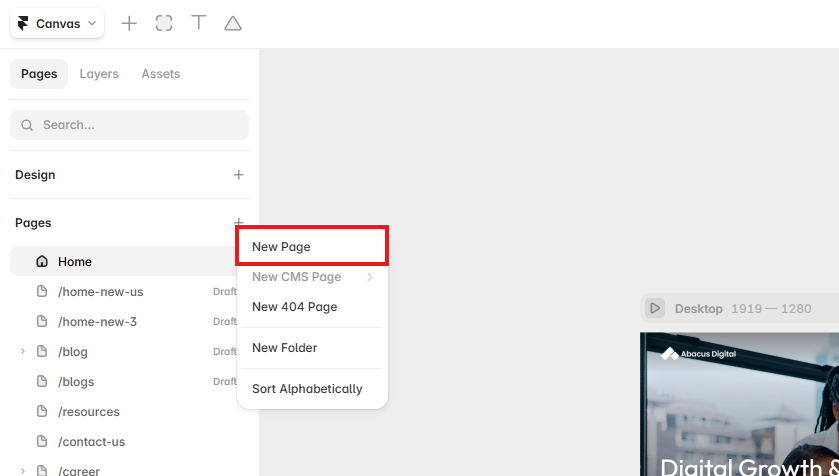 Canvas
Pages Layers Assets
Search...
Design
Pages
New Page
Home
New CMS Page
/home-new-us Draft
New 404 Page
/home-new-3 Draft
New Folder
/blog Draft
/blogs Draft
Sort Alphabetically
/resources
/contact-us
/career
Desktop 1919 — 1280
Abacus Digital
Digital Growth &